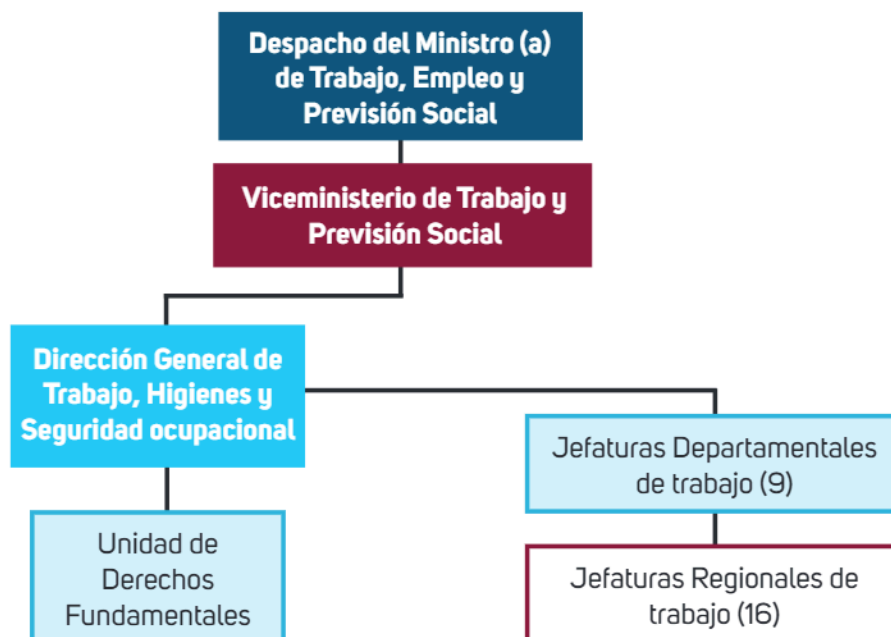 Despacho del Ministro (a)
de Trabajo, Empleo y
Previsión Social
Viceministerio de Trabajo y
Previsión Social
Dirección General de
Trabajo, Higienes y
Seguridad ocupacional
Jefaturas Departamentales
de trabajo (9)
Unidad de
Derechos
Fundamentales
Jefaturas Regionales de
trabajo (16)